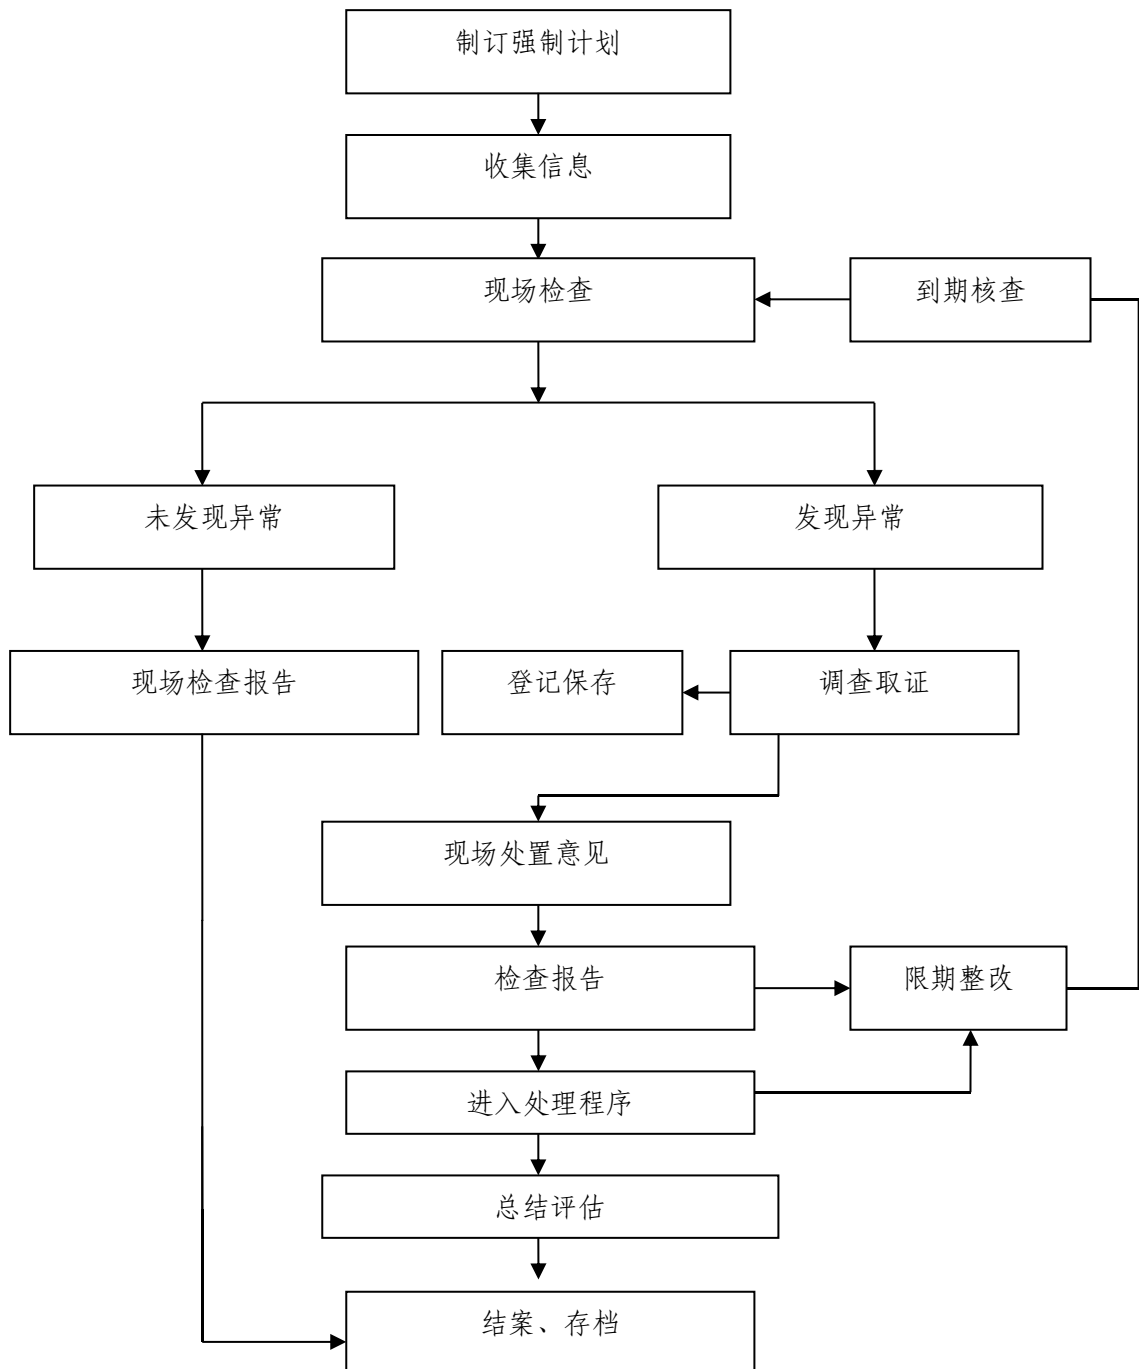 制订强制计划
收集信息
现场检查
到期核查
未发现异常
发现异常
现场检查报告
登记保存
调查取证
现场处置意见
检查报告
限期整改
进入处理程序
总结评估
结案、存档